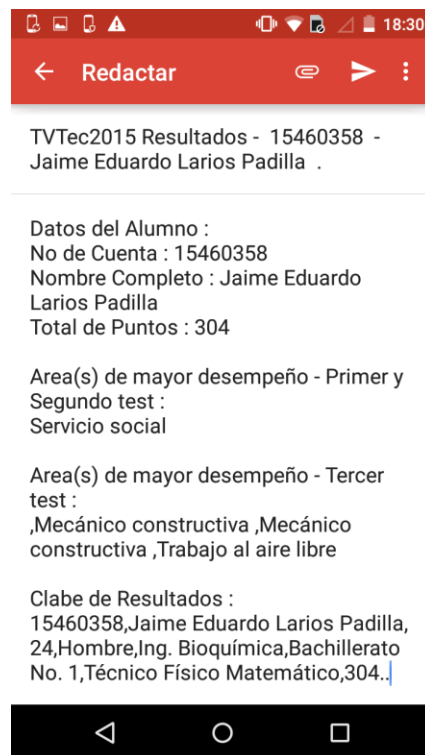 18:30
Redactar
TVTec2015 Resultados - 15460358 -
Jaime Eduardo Larios Padilla .
Datos del Alumno :
No de Cuenta : 15460358
Nombre Completo : Jaime Eduardo
Larios Padilla
Total de Puntos : 304
Area(s) de mayor desempeño - Primer y
Segundo test :
Servicio social
Area(s) de mayor desempeño - Tercer
test :
,Mecánico constructiva ,Mecánico
constructiva ,Trabajo al aire libre
Clabe de Resultados :
15460358,Jaime Eduardo Larios Padilla,
24,Hombre,Ing. Bioquímica,Bachillerato
No. 1,Técnico Físico Matemático,304..